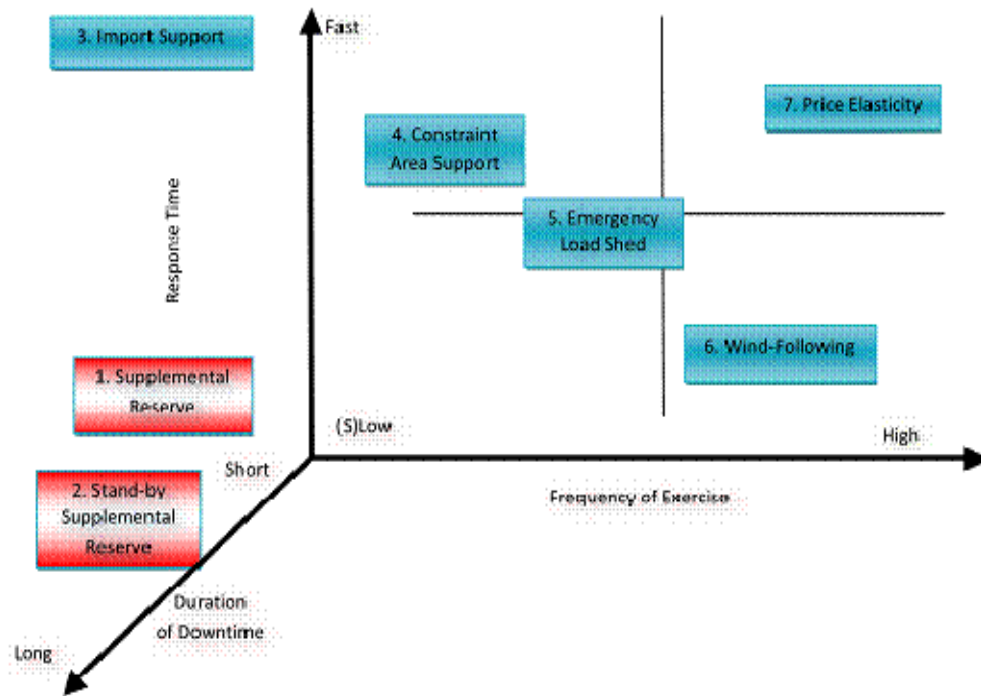 3. Import Support
Fast
7. Price Elasticity
4. Constraint
Area Support
Response Time
5. Emergency
Load Shed
6. Wind-Following
1. Supplemental
Reserve
(S)Low
High
Short
Frequency of Exercise
2. Stand-by
Supplemental
Reserve
Duration
of Downtime
Long